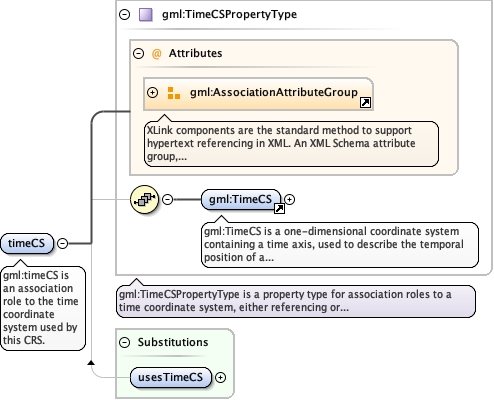 gml:TimeCSPropertyType
@ Attributes
gml:AssociationAttributeGroup
XLink components are the standard method to support
hypertext referencing in XML. An XML Schema attribute
group,...
gml:TimeCS
gml:TimeCS is a one-dimensional coordinate system
containing a time axis, used to describe the temporal
position of a...
timeCS
gml:timeCS is
an association
role to the time
coordinate
system used by
this CRS.
gml:TimeCSPropertyType is a property type for association roles to a
time coordinate system, either referencing or...
Substitutions
usesTimeCS